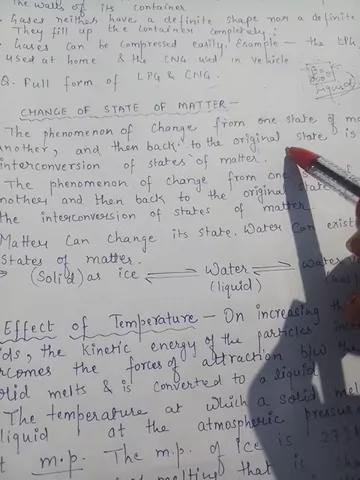 The walls of its container
Gases neither have a definite shape nor a definite
They fill up the container completely.
Gases can be compressed easily, Example - the LPG
used at home & the CNG used in vehicle
Q. Full form of LPG & CNG.
Liquid
CHANGE OF STATE OF MATTER -
The phenomenon of change from one state of
another, and then back to the original state is
interconversion of states of matter.
The phenomenon of change from one
another and then back to the original state
the interconversion of states of matter.
Matter can change its state. Water can exist
states of matter.
(Solid) as ice ⇌ Water ⇌ Water
(liquid)
Effect of Temperature - On increasing the
the kinetic energy of the particles
the forces of attraction b/w the
solid melts & is converted to a liquid
The temperature at which a solid
liquid at the atmospheric
m.p. The m.p. of ice is 273
melting that is